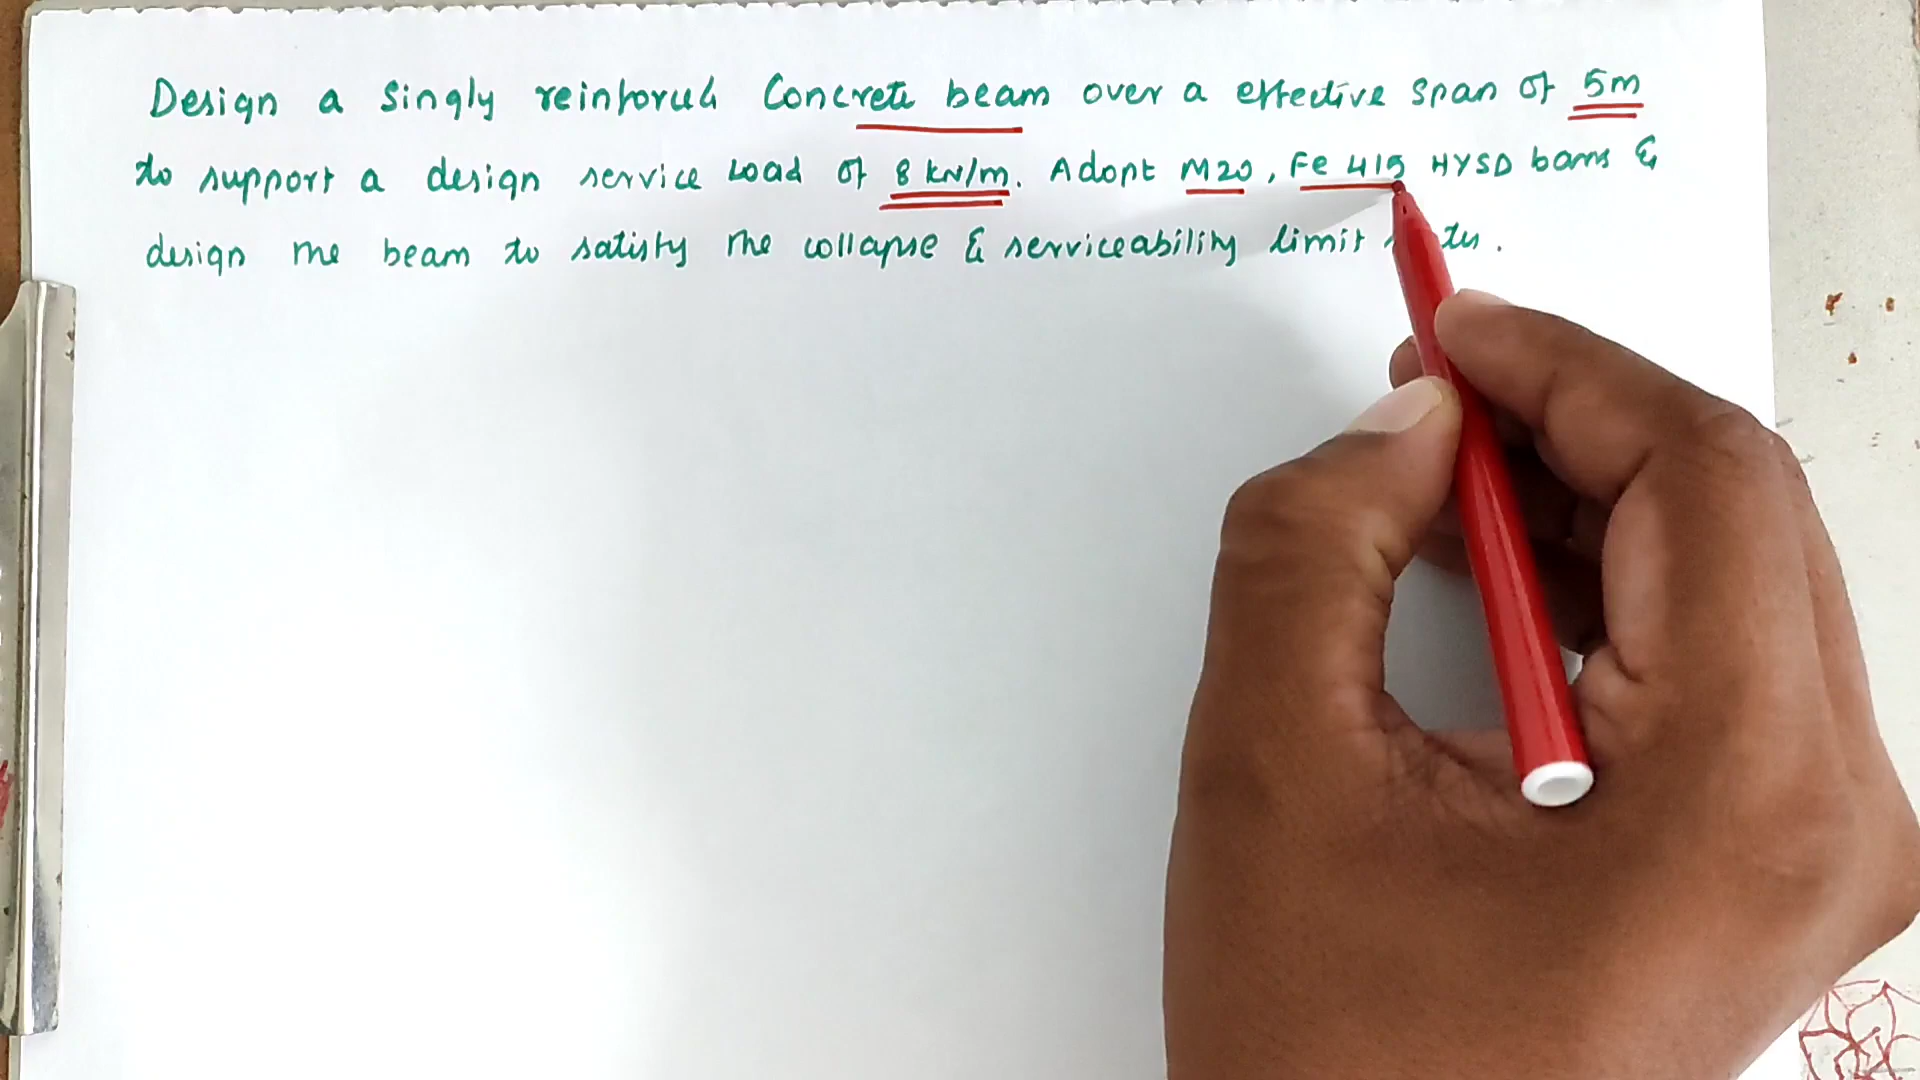 Design a Singly reinforced Concrete beam over a effective span of 5m
to support a design service load of 8 kN/m. Adopt M20, Fe 415 HYSD bars &
design the beam to satisfy the collapse & serviceability limit